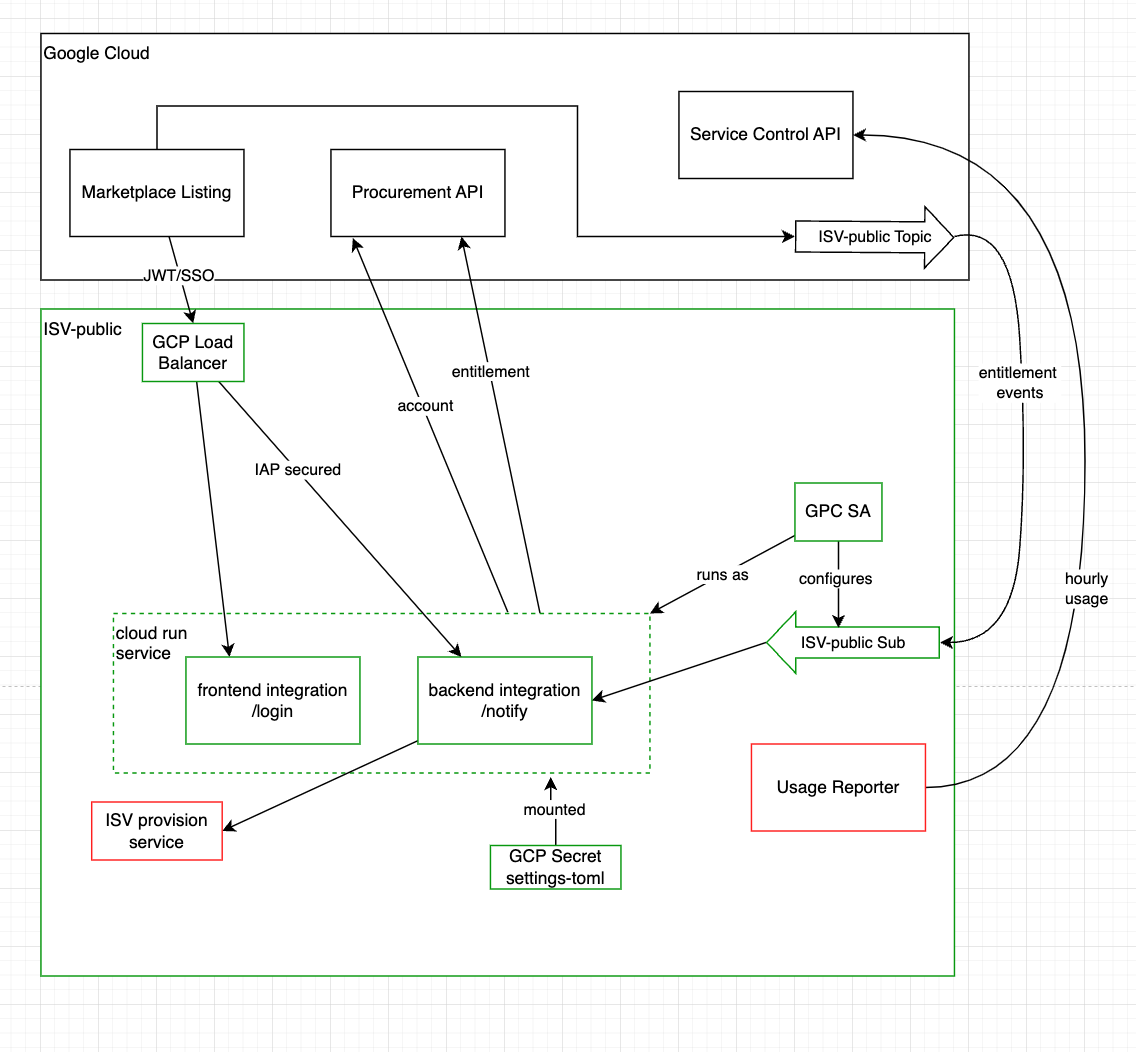 Google Cloud
Service Control API
Marketplace Listing
Procurement API
ISV-public Topic
JWT/SSO
ISV-public
GCP Load
Balancer
entitlement
entitlement
events
account
IAP secured
GPC SA
runs as
configures
hourly
usage
cloud run
service
ISV-public Sub
frontend integration
/login
backend integration
/notify
Usage Reporter
mounted
ISV provision
service
GCP Secret
settings-toml